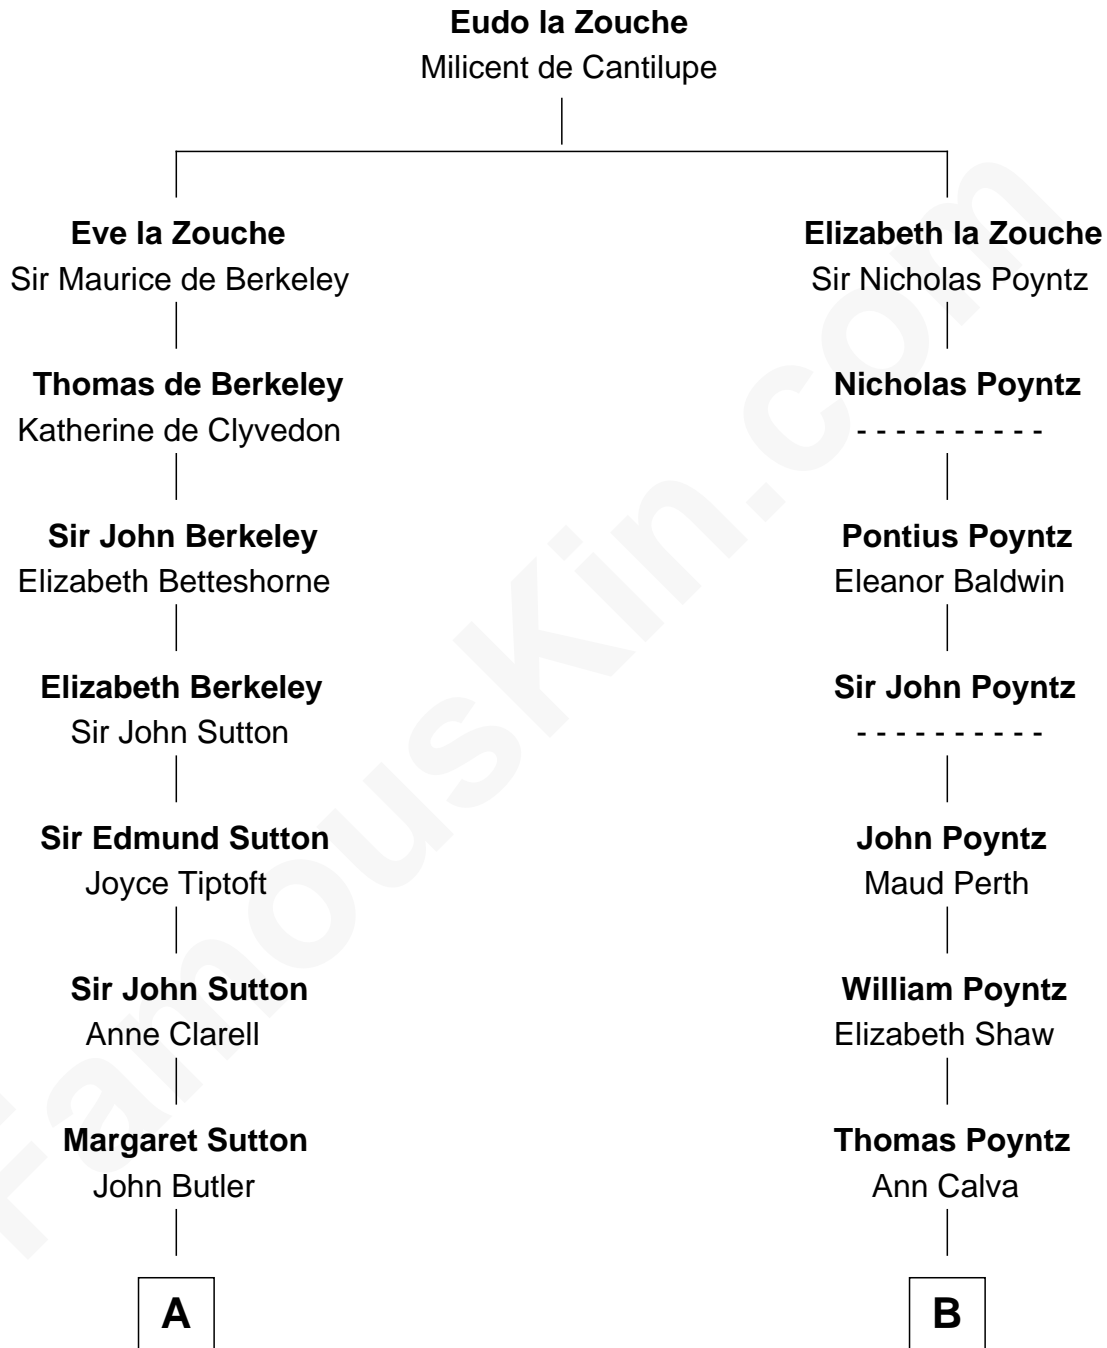 Eudo la Zouche
Milicent de Cantilupe
Eve la Zouche
Sir Maurice de Berkeley
Elizabeth la Zouche
Sir Nicholas Poyntz
Thomas de Berkeley
Katherine de Clyvedon
Nicholas Poyntz
- - - - - - - - - -
Sir John Berkeley
Elizabeth Betteshorne
Pontius Poyntz
Eleanor Baldwin
Elizabeth Berkeley
Sir John Sutton
Sir John Poyntz
- - - - - - - - - -
Sir Edmund Sutton
Joyce Tiptoft
John Poyntz
Maud Perth
Sir John Sutton
Anne Clarell
William Poyntz
Elizabeth Shaw
Margaret Sutton
John Butler
Thomas Poyntz
Ann Calva
A
B
FamousKin.com